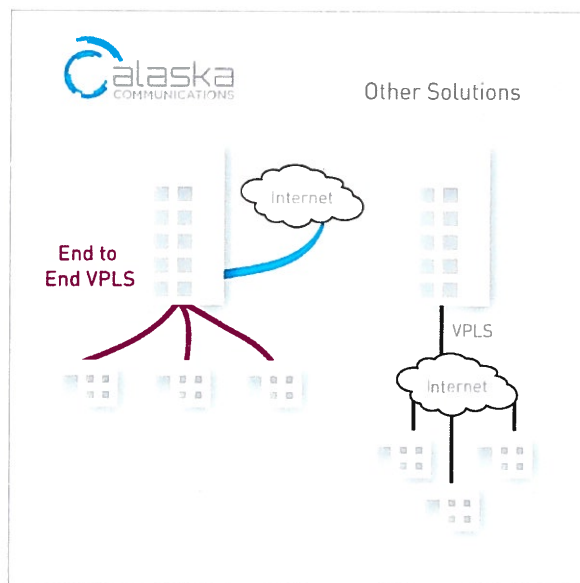 alaska
COMMUNICATIONS
Other Solutions
Internet
End to
End VPLS
VPLS
Internet